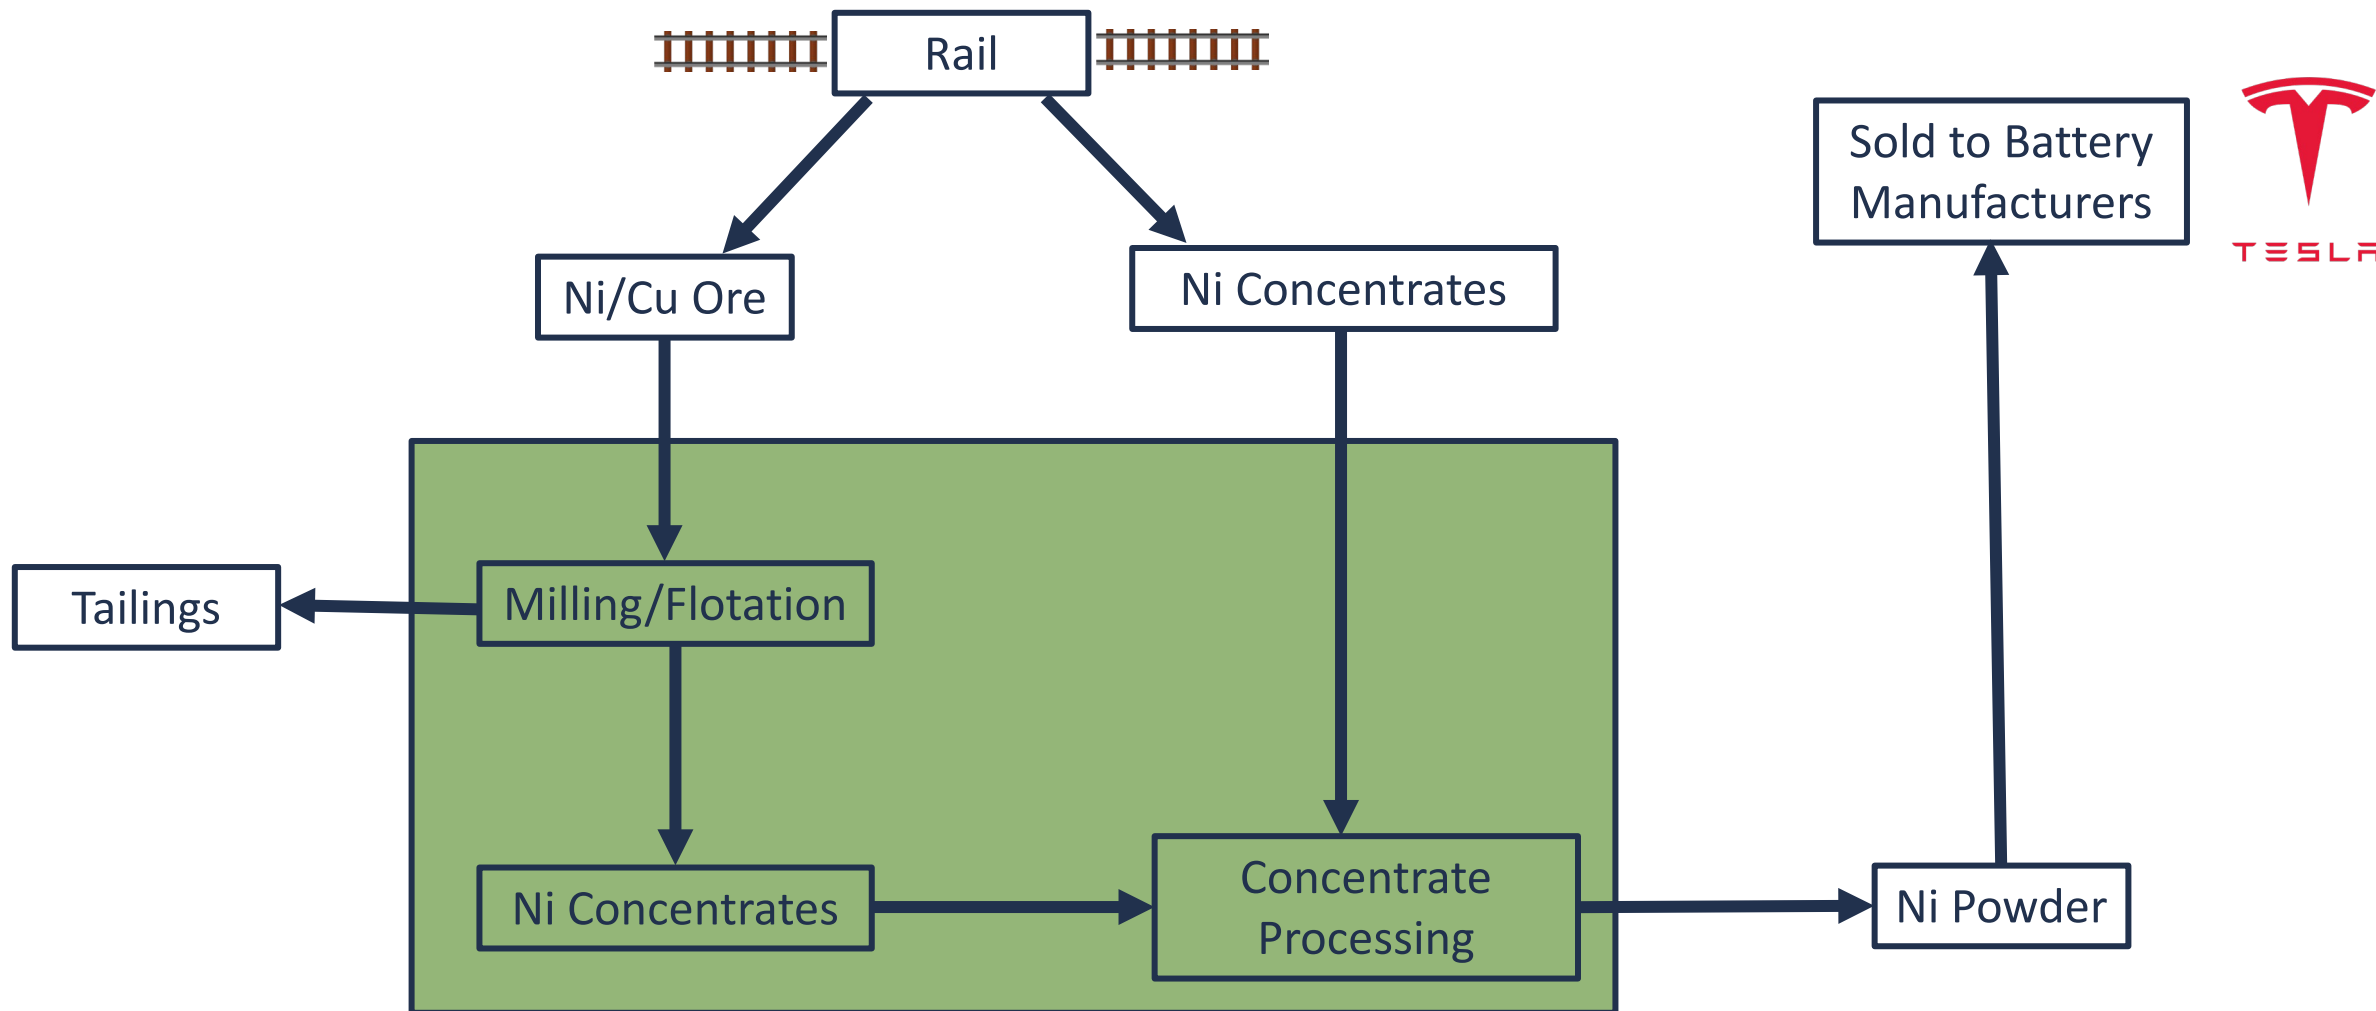 Rail
Sold to Battery
Manufacturers
TESLA
Ni/Cu Ore
Ni Concentrates
Tailings
Milling/Flotation
Ni Concentrates
Concentrate
Processing
Ni Powder